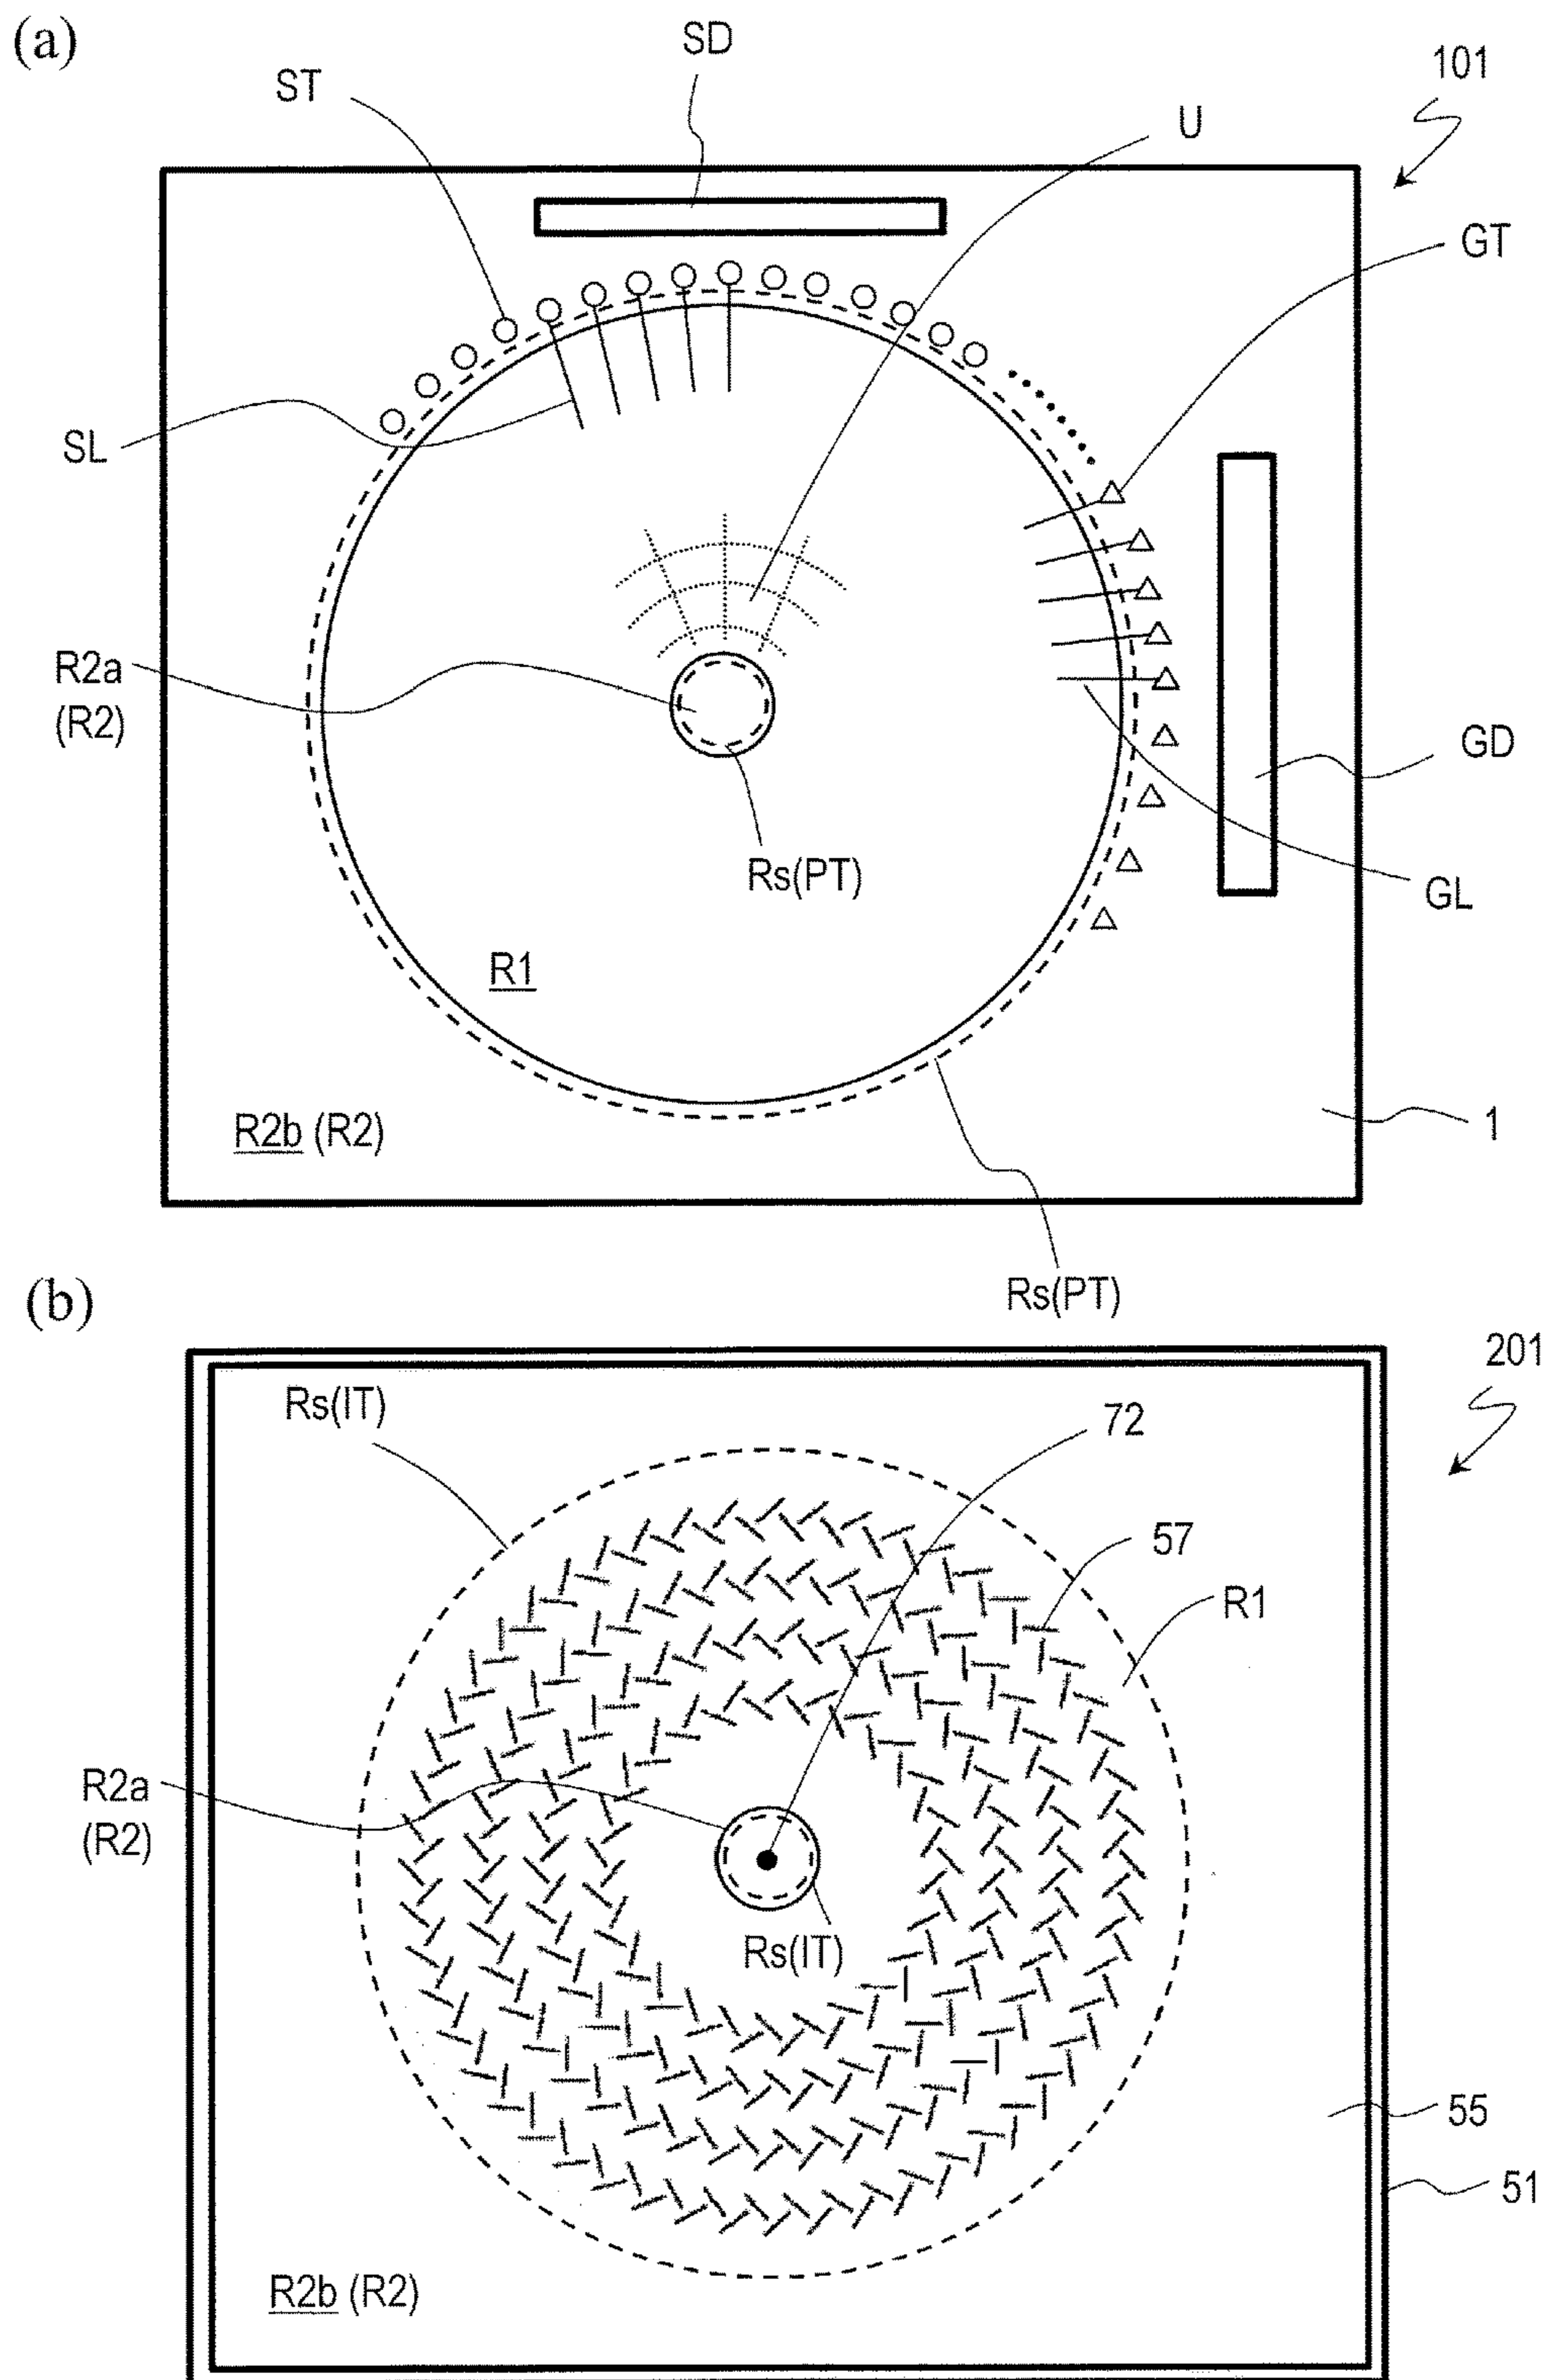 (a)
SD
ST
101
U
GT
SL
R2a
(R2)
GD
Rs(PT)
GL
R1
R2b (R2)
1
Rs(PT)
(b)
201
Rs(IT)
72
57
R1
R2a
(R2)
Rs(IT)
55
51
R2b (R2)